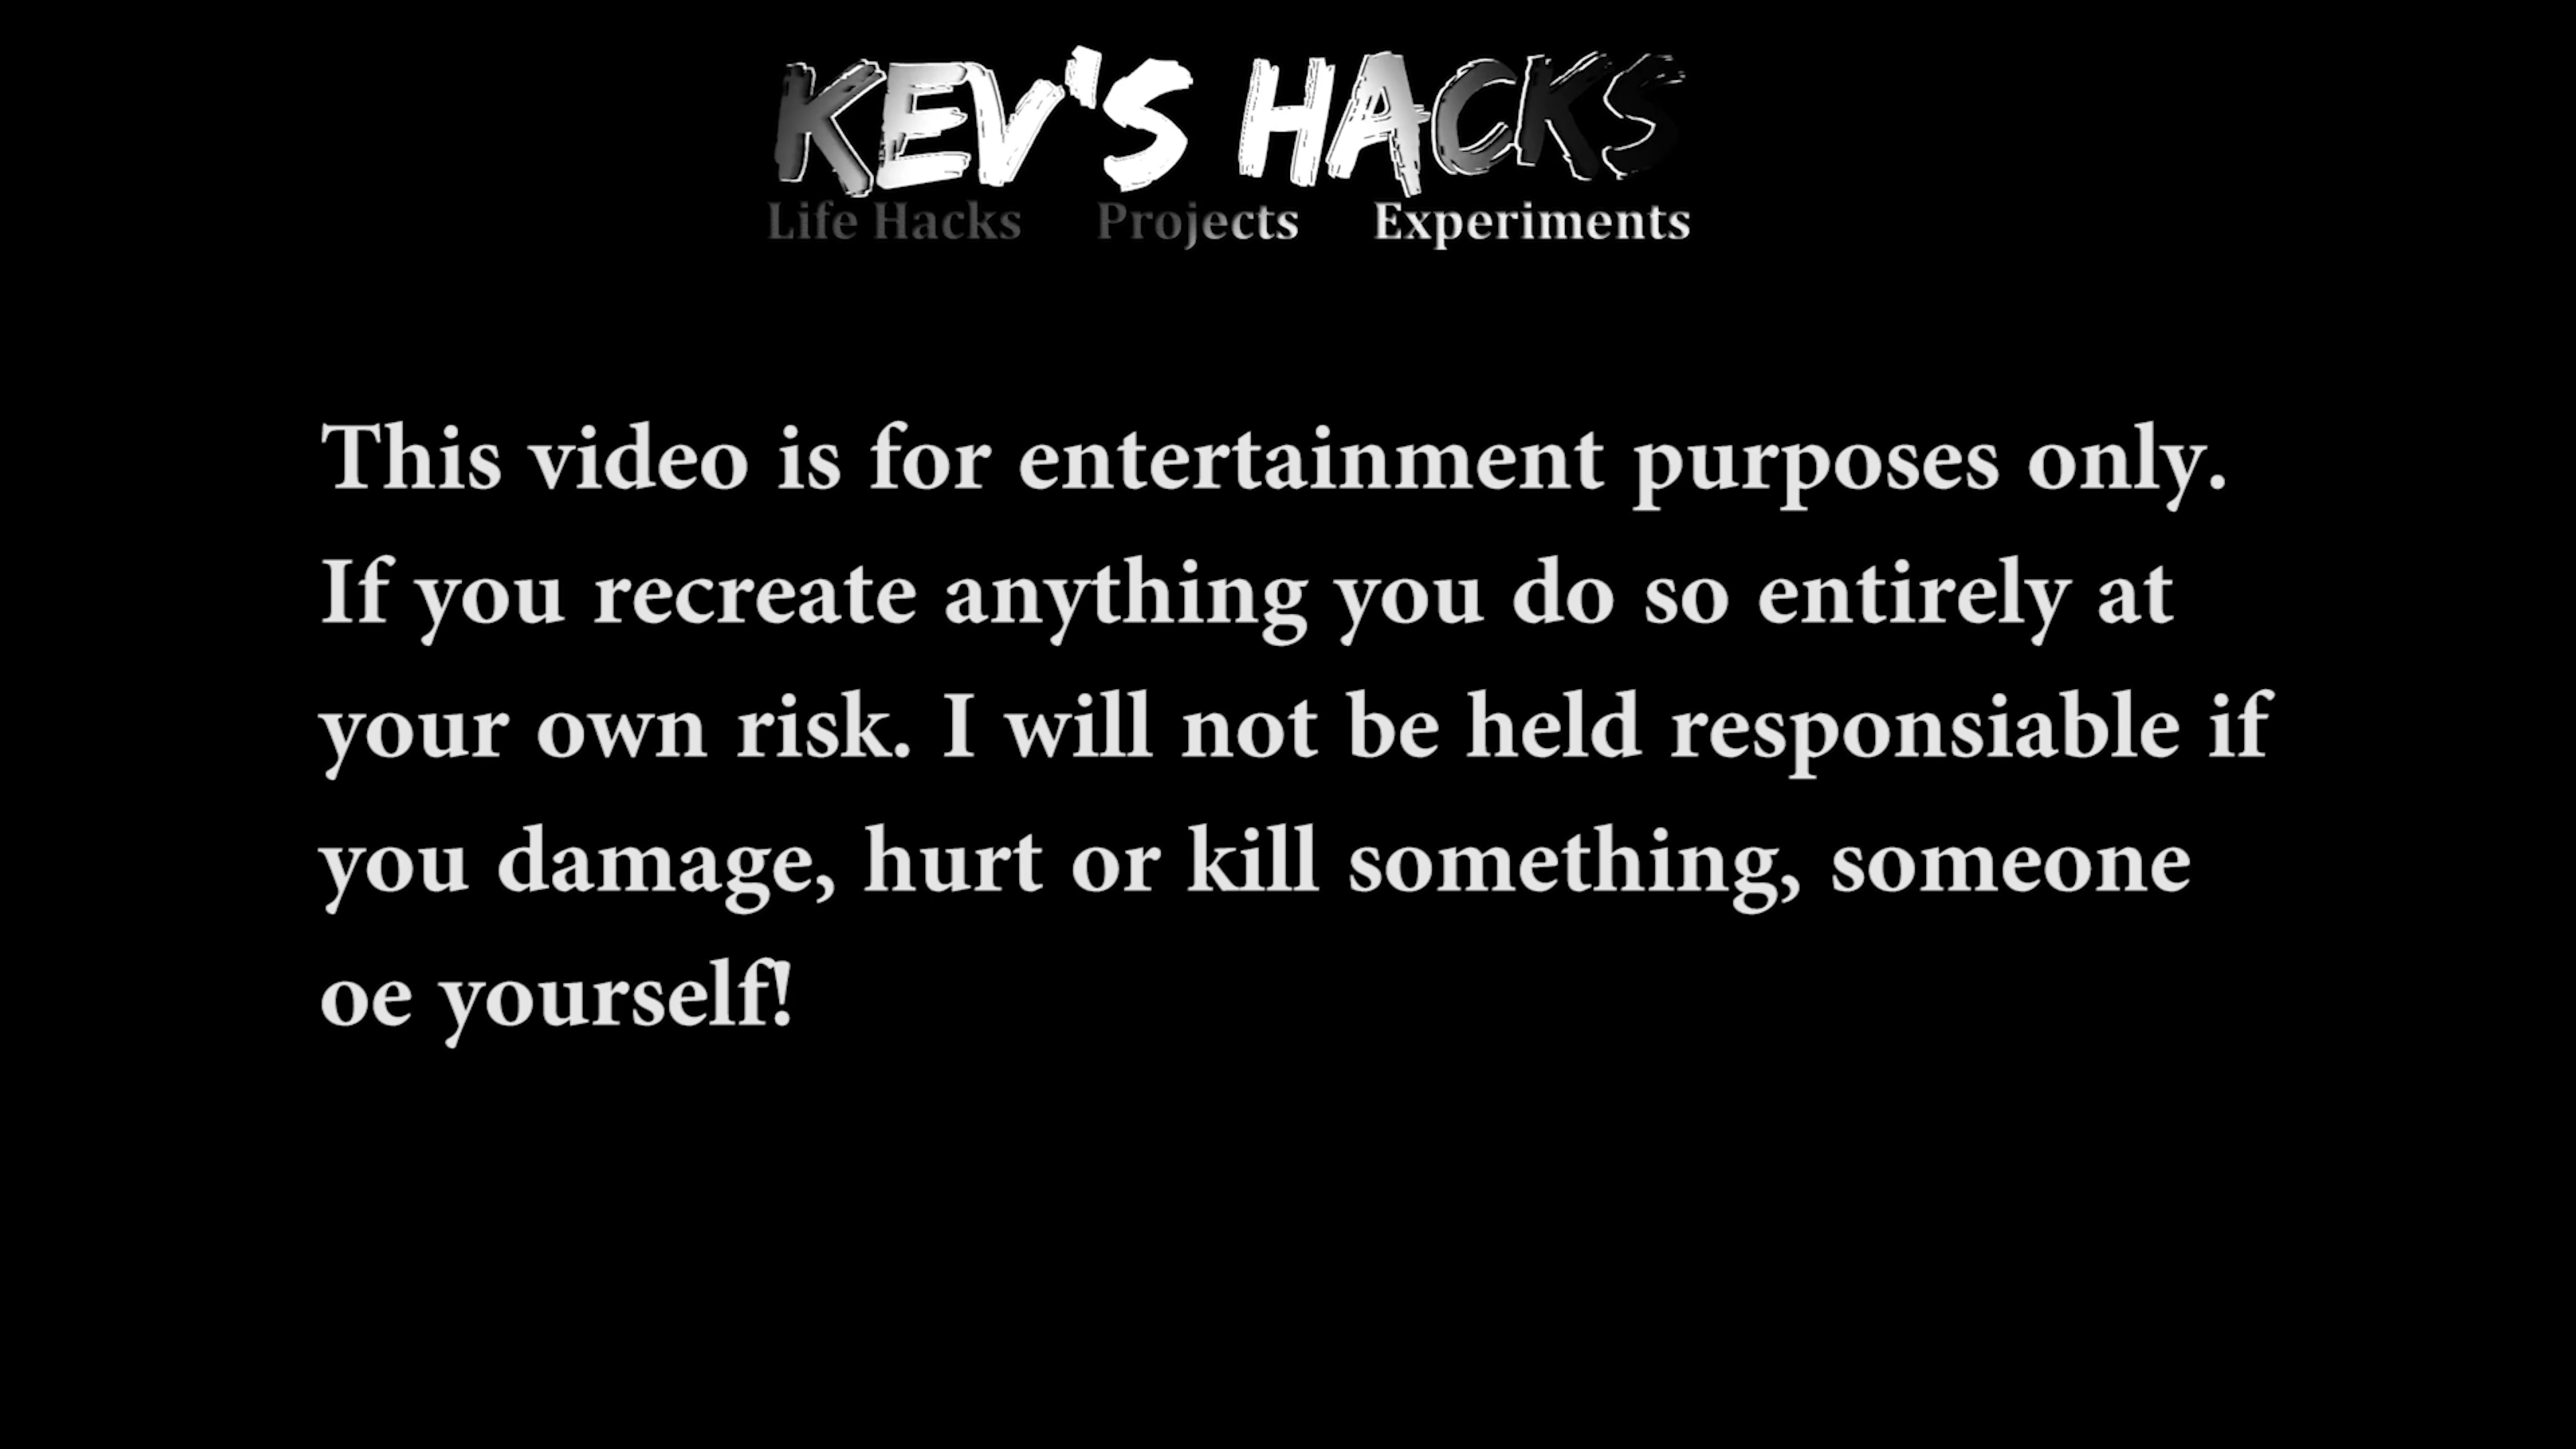 KEV'S HACKS
Life Hacks Projects Experiments
This video is for entertainment purposes only.
If you recreate anything you do so entirely at
your own risk. I will not be held responsiable if
you damage, hurt or kill something, someone
oe yourself!